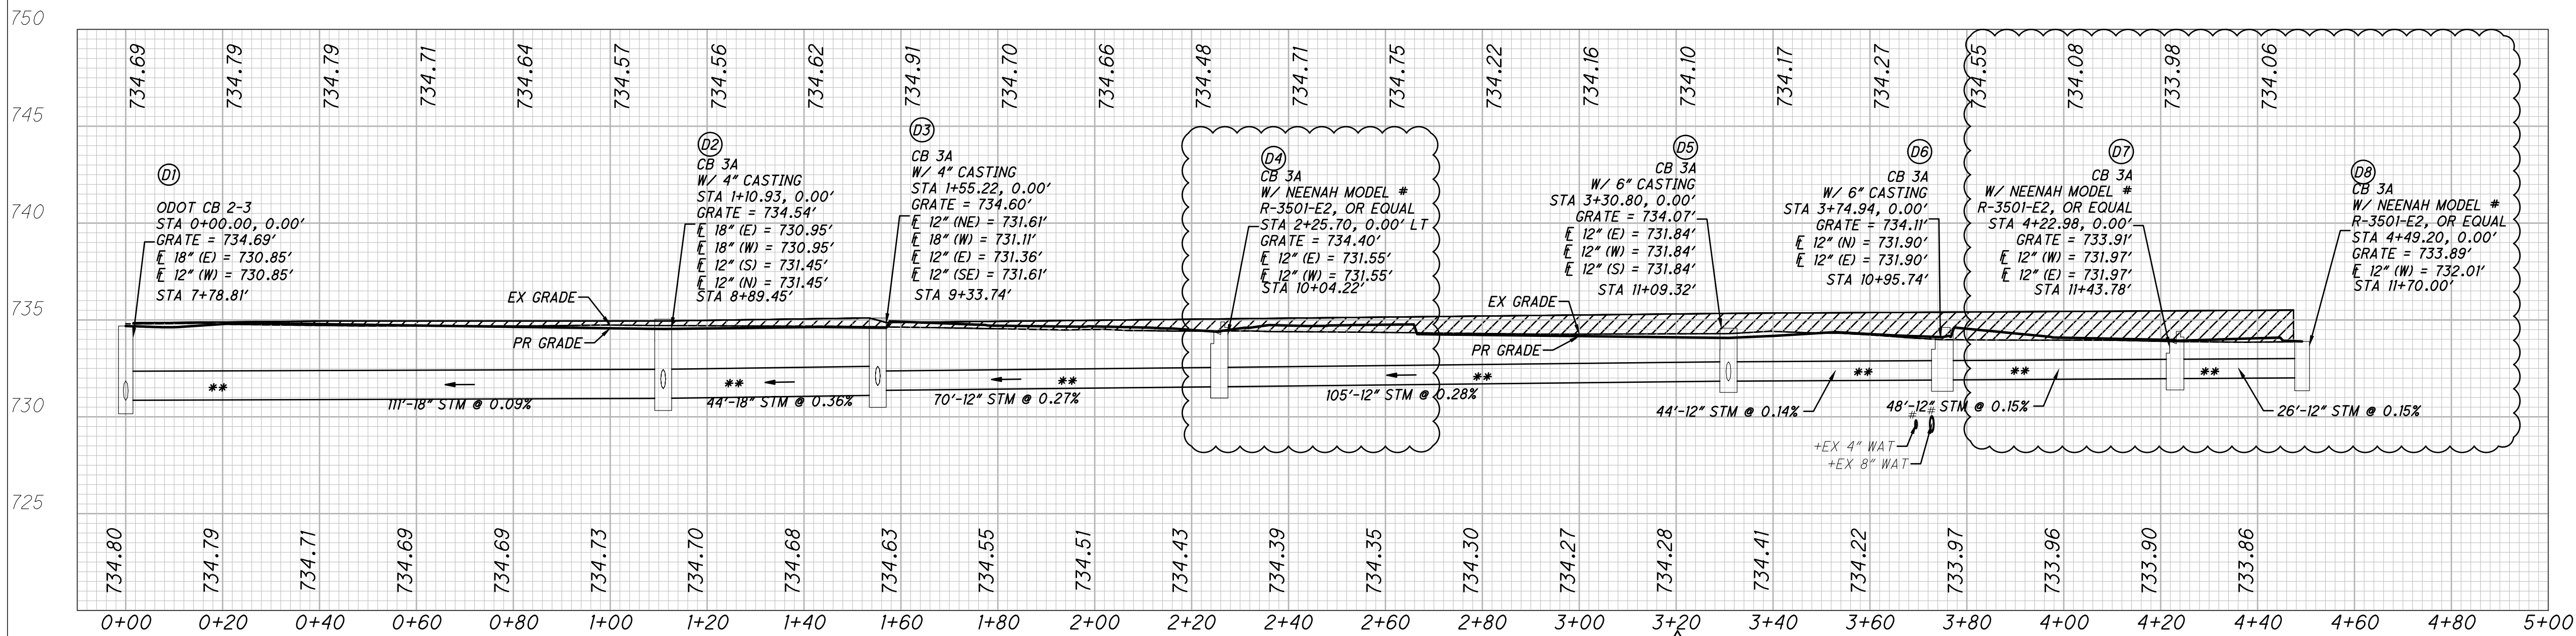 750
745
740
735
730
725
734.69
734.79
734.79
734.71
734.64
734.57
734.56
734.62
734.91
734.70
734.66
734.48
734.71
734.75
734.22
734.16
734.10
734.17
734.27
734.55
734.08
733.98
734.06
D1
ODOT CB 2-3
STA 0+00.00, 0.00'
GRATE = 734.69'
℄ 18" (E) = 730.85'
℄ 12" (W) = 730.85'
STA 7+78.81'
D2
CB 3A
W/ 4" CASTING
STA 1+10.93, 0.00'
GRATE = 734.54'
℄ 18" (E) = 730.95'
℄ 18" (W) = 730.95'
℄ 12" (S) = 731.45'
℄ 12" (N) = 731.45'
STA 8+89.45'
D3
CB 3A
W/ 4" CASTING
STA 1+55.22, 0.00'
GRATE = 734.60'
℄ 12" (NE) = 731.61'
℄ 18" (W) = 731.11'
℄ 12" (E) = 731.36'
℄ 12" (SE) = 731.61'
STA 9+33.74'
D4
CB 3A
W/ NEENAH MODEL #
R-3501-E2, OR EQUAL
STA 2+25.70, 0.00' LT
GRATE = 734.40'
℄ 12" (E) = 731.55'
℄ 12" (W) = 731.55'
STA 10+04.22'
D5
CB 3A
W/ 6" CASTING
STA 3+30.80, 0.00'
GRATE = 734.07'
℄ 12" (E) = 731.84'
℄ 12" (W) = 731.84'
℄ 12" (S) = 731.84'
STA 11+09.32'
D6
CB 3A
W/ 6" CASTING
STA 3+74.94, 0.00'
GRATE = 734.11'
℄ 12" (N) = 731.90'
℄ 12" (E) = 731.90'
STA 10+95.74'
D7
CB 3A
W/ NEENAH MODEL #
R-3501-E2, OR EQUAL
STA 4+22.98, 0.00'
GRATE = 733.91'
℄ 12" (W) = 731.97'
℄ 12" (E) = 731.97'
STA 11+43.78'
D8
CB 3A
W/ NEENAH MODEL #
R-3501-E2, OR EQUAL
STA 4+49.20, 0.00'
GRATE = 733.89'
℄ 12" (W) = 732.01'
STA 11+70.00'
EX GRADE
PR GRADE
EX GRADE
PR GRADE
**
**
**
**
**
**
**
111'-18" STM @ 0.09%
44'-18" STM @ 0.36%
70'-12" STM @ 0.27%
105'-12" STM @ 0.28%
44'-12" STM @ 0.14%
48'-12" STM @ 0.15%
26'-12" STM @ 0.15%
# #
+EX 4" WAT
+EX 8" WAT
734.80
734.79
734.71
734.69
734.69
734.73
734.70
734.68
734.63
734.55
734.51
734.43
734.39
734.35
734.30
734.27
734.28
734.41
734.22
733.97
733.96
733.90
733.86
0+00
0+20
0+40
0+60
0+80
1+00
1+20
1+40
1+60
1+80
2+00
2+20
2+40
2+60
2+80
3+00
3+20
3+40
3+60
3+80
4+00
4+20
4+40
4+60
4+80
5+00